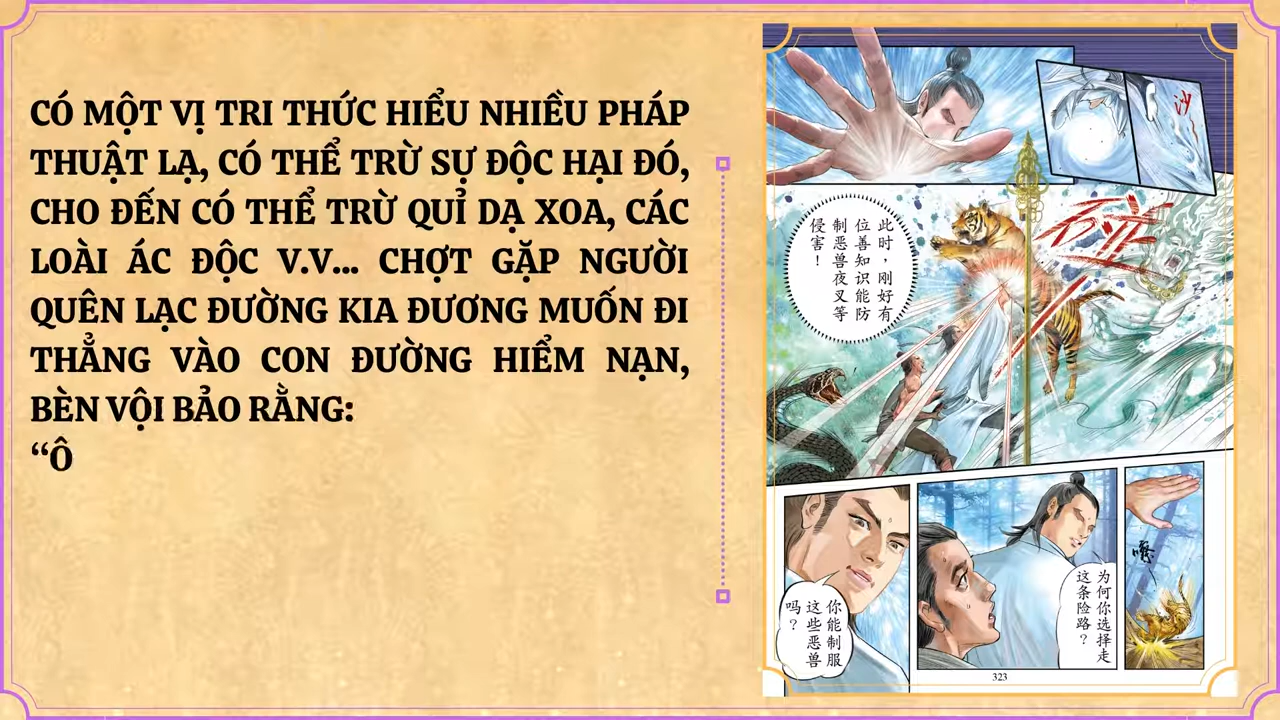 CÓ MỘT VỊ TRI THỨC HIỂU NHIỀU PHÁP
THUẬT LẠ, CÓ THỂ TRỪ SỰ ĐỘC HẠI ĐÓ,
CHO ĐẾN CÓ THỂ TRỪ QUỈ DẠ XOA, CÁC
LOÀI ÁC ĐỘC V.V... CHỢT GẶP NGƯỜI
QUÊN LẠC ĐƯỜNG KIA ĐƯƠNG MUỐN ĐI
THẲNG VÀO CON ĐƯỜNG HIỂM NẠN,
BÈN VỘI BẢO RẰNG:
“Ô
沙
此时，刚好有
位善知识能防
制恶兽夜叉等
侵害！
你能制服
这些恶兽
吗？
为何你选择走
这条险路？
323